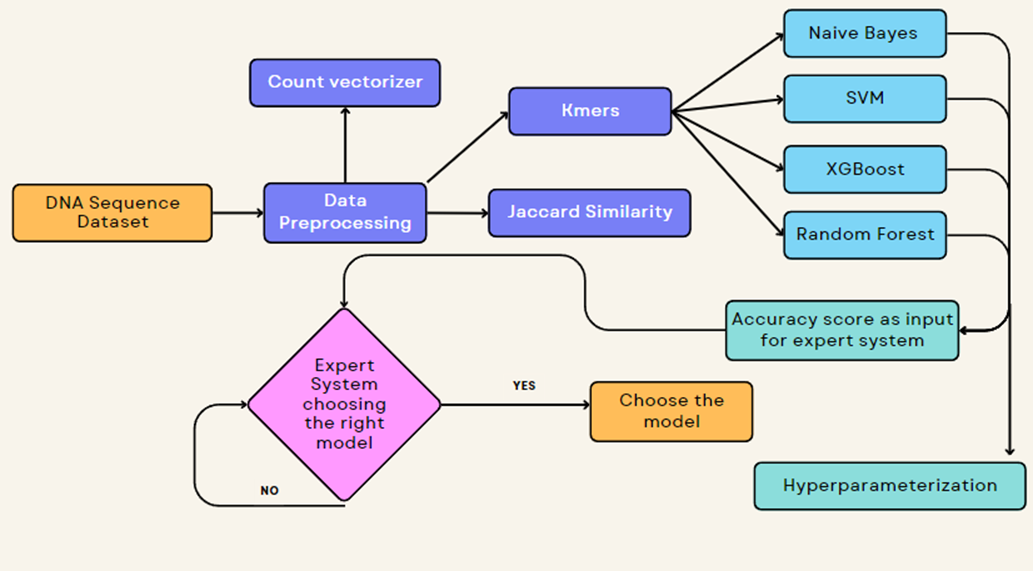 Naive Bayes
Count vectorizer
SVM
Kmers
XGBoost
DNA Sequence
Dataset
Data
Preprocessing
Jaccard Similarity
Random Forest
Accuracy score as input
for expert system
Expert
System
choosing
the right
model
YES
Choose the
model
NO
Hyperparameterization